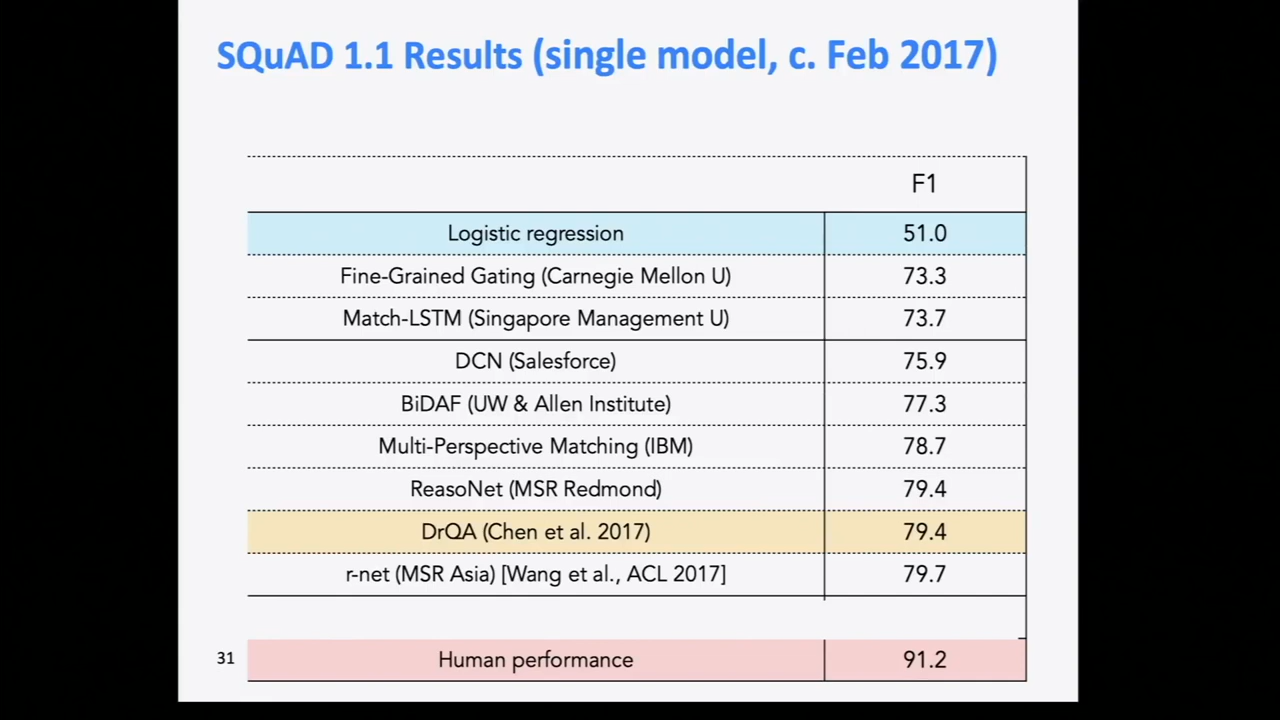 SQuAD 1.1 Results (single model, c. Feb 2017)
F1
Logistic regression 51.0
Fine-Grained Gating (Carnegie Mellon U) 73.3
Match-LSTM (Singapore Management U) 73.7
DCN (Salesforce) 75.9
BiDAF (UW & Allen Institute) 77.3
Multi-Perspective Matching (IBM) 78.7
ReasoNet (MSR Redmond) 79.4
DrQA (Chen et al. 2017) 79.4
r-net (MSR Asia) [Wang et al., ACL 2017] 79.7
31 Human performance 91.2